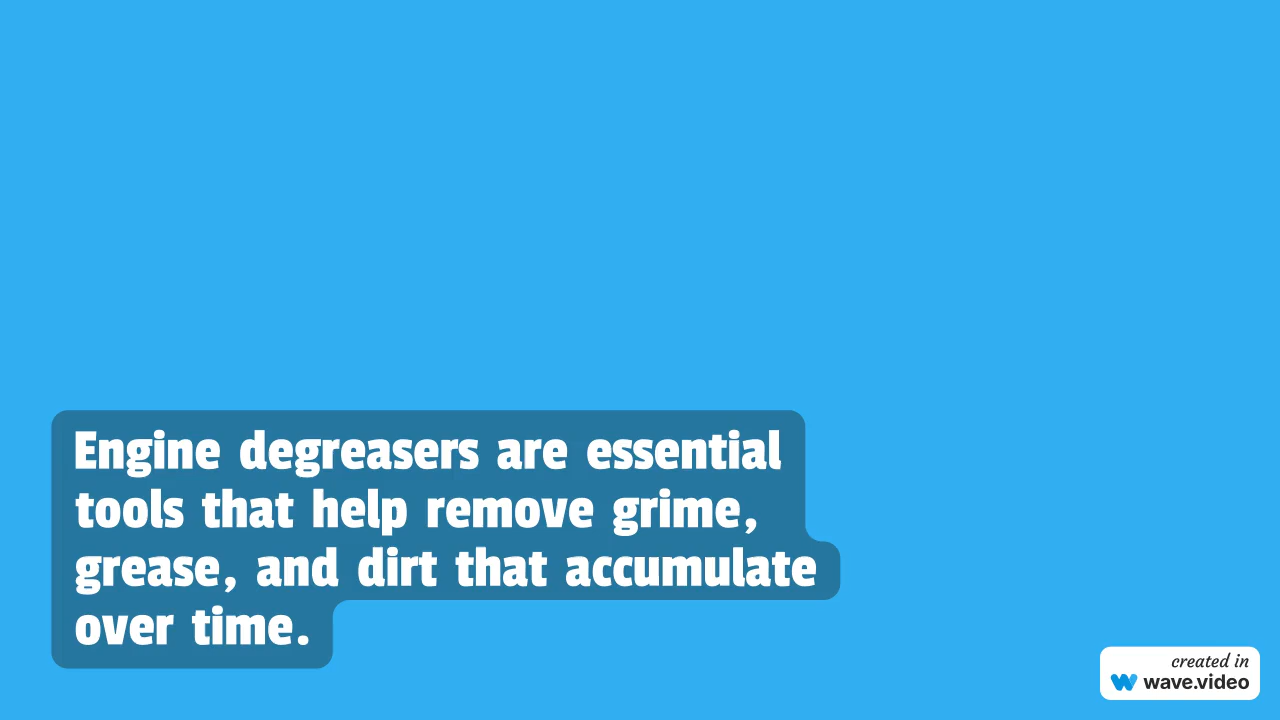 Engine degreasers are essential
tools that help remove grime,
grease, and dirt that accumulate
over time.
created in
wave.video